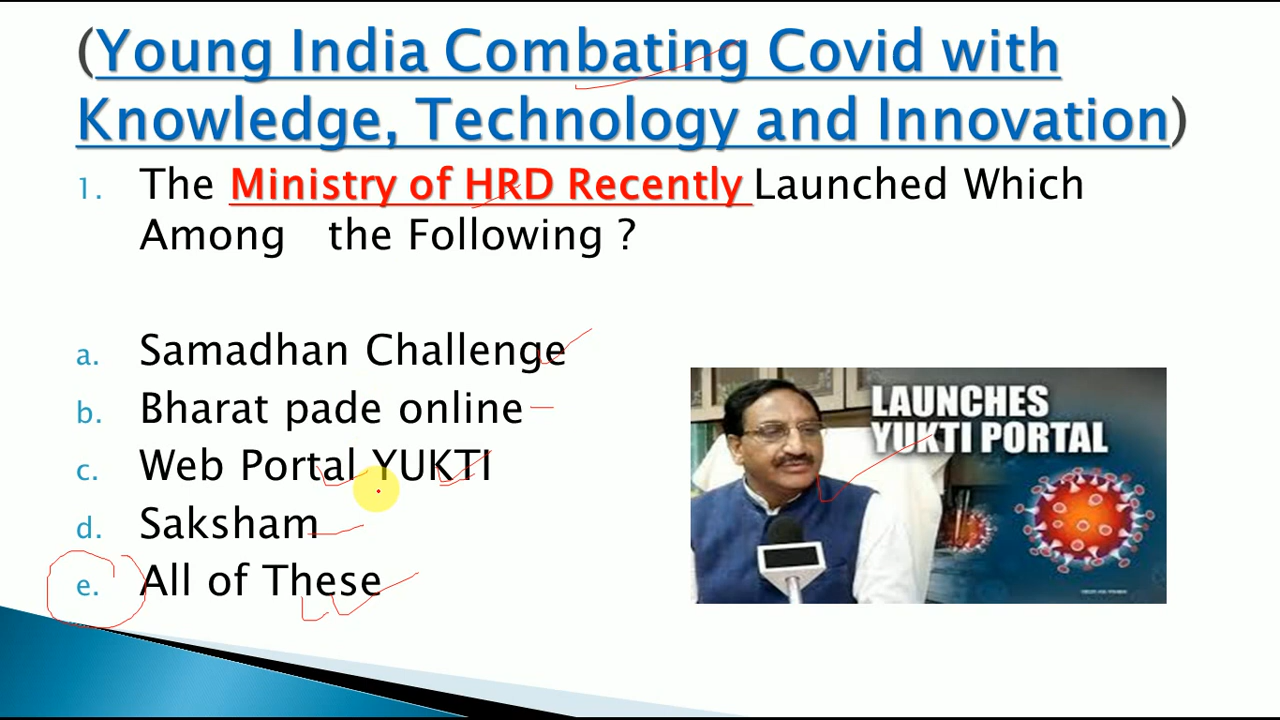 (Young India Combating Covid with
Knowledge, Technology and Innovation)
1. The Ministry of HRD Recently Launched Which
Among the Following ?
a. Samadhan Challenge
b. Bharat pade online
c. Web Portal YUKTI
d. Saksham
e. All of These
LAUNCHES
YUKTI PORTAL